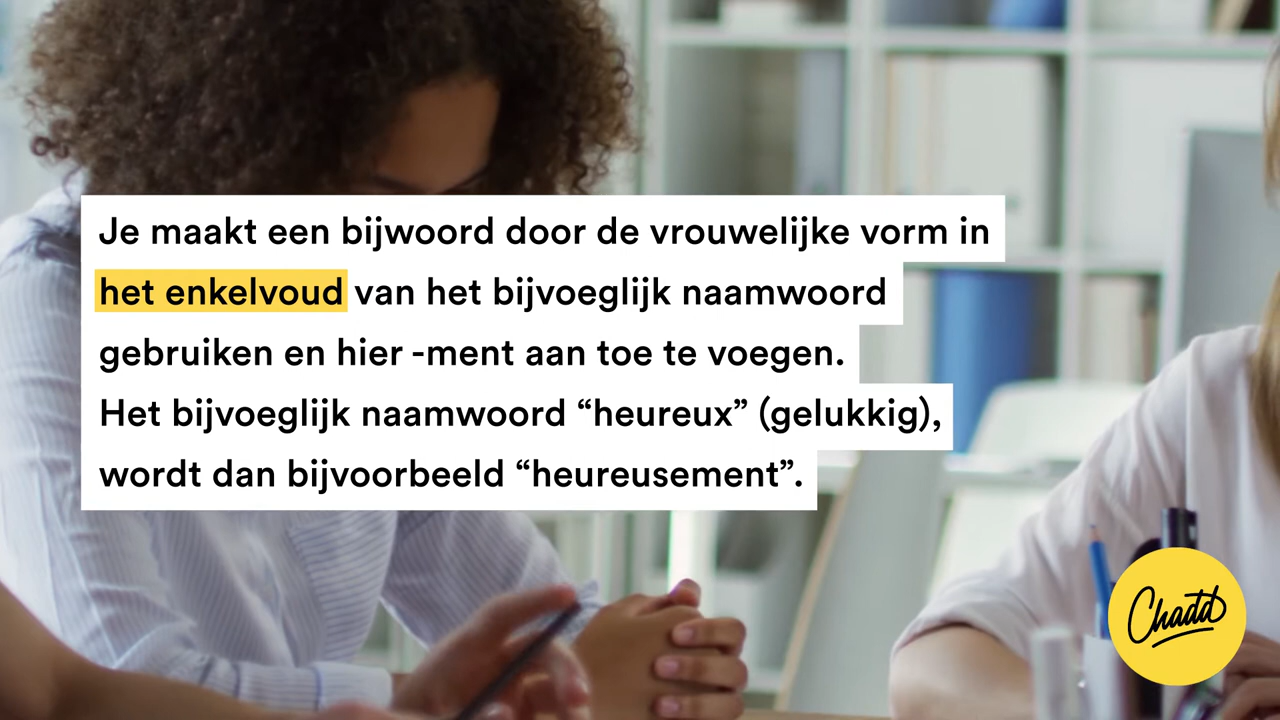 Je maakt een bijwoord door de vrouwelijke vorm in
het enkelvoud van het bijvoeglijk naamwoord
gebruiken en hier -ment aan toe te voegen.
Het bijvoeglijk naamwoord “heureux” (gelukkig),
wordt dan bijvoorbeeld “heureusement”.
Chadd